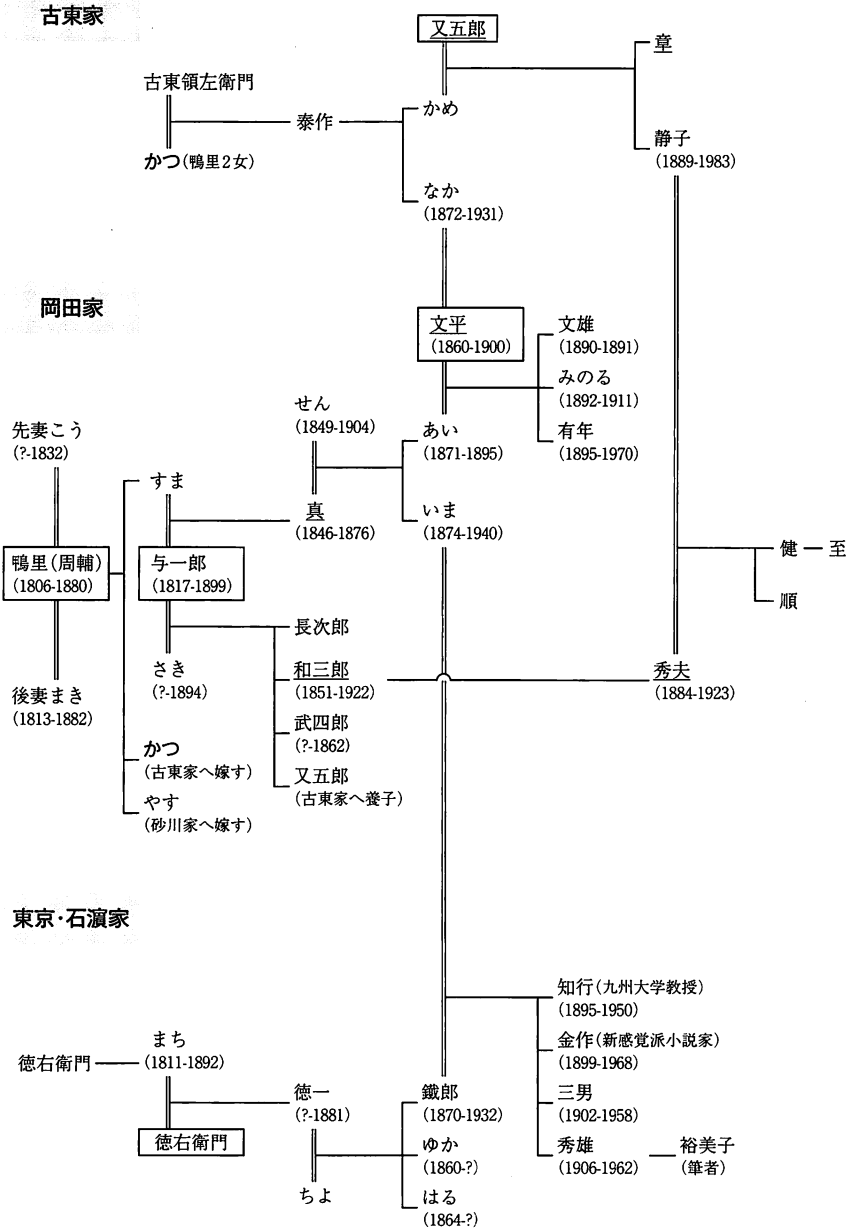 古東家
又五郎
章
古東領左衛門
泰作
かめ
かつ(鴨里2女)
静子
(1889-1983)
なか
(1872-1931)
岡田家
文平
(1860-1900)
文雄
(1890-1891)
みのる
(1892-1911)
有年
(1895-1970)
せん
(1849-1904)
あい
(1871-1895)
先妻こう
(?-1832)
すま
真
(1846-1876)
いま
(1874-1940)
鴨里(周輔)
(1806-1880)
与一郎
(1817-1899)
健
至
順
長次郎
後妻まき
(1813-1882)
さき
(?-1894)
和三郎
(1851-1922)
秀夫
(1884-1923)
武四郎
(?-1862)
かつ
(古東家へ嫁す)
又五郎
(古東家へ養子)
やす
(砂川家へ嫁す)
東京・石濵家
知行(九州大学教授)
(1895-1950)
徳右衛門
まち
(1811-1892)
金作(新感覚派小説家)
(1899-1968)
徳一
(?-1881)
鐵郎
(1870-1932)
三男
(1902-1958)
徳右衛門
ゆか
(1860-?)
秀雄
(1906-1962)
裕美子
(筆者)
ちよ
はる
(1864-?)